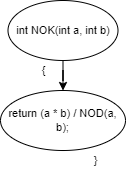 int NOK(int a, int b)
{
return (a * b) / NOD(a,
b);
}